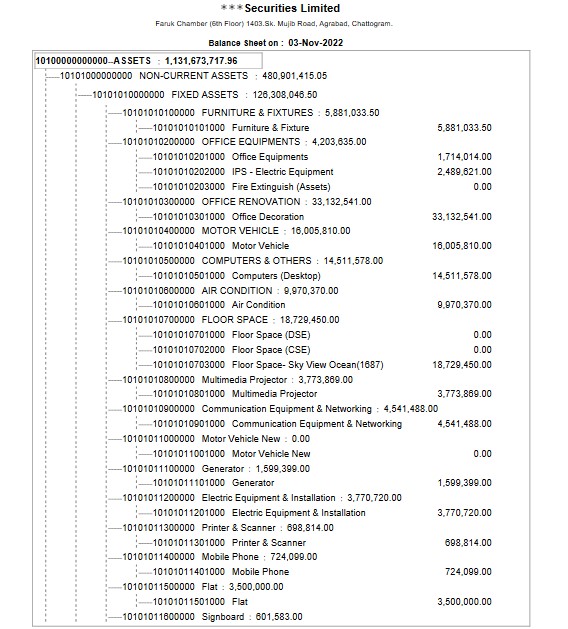 ***Securities Limited
Faruk Chamber (6th Floor) 1403.Sk. Mujib Road, Agrabad, Chattogram.
Balance Sheet on : 03-Nov-2022
10100000000000--ASSETS : 1,131,673,717.96
10101000000000 NON-CURRENT ASSETS : 480,901,415.05
10101010000000 FIXED ASSETS : 126,308,046.50
10101010100000 FURNITURE & FIXTURES : 5,881,033.50
10101010101000 Furniture & Fixture 5,881,033.50
10101010200000 OFFICE EQUIPMENTS : 4,203,635.00
10101010201000 Office Equipments 1,714,014.00
10101010202000 IPS - Electric Equipment 2,489,621.00
10101010203000 Fire Extinguish (Assets) 0.00
10101010300000 OFFICE RENOVATION : 33,132,541.00
10101010301000 Office Decoration 33,132,541.00
10101010400000 MOTOR VEHICLE : 16,005,810.00
10101010401000 Motor Vehicle 16,005,810.00
10101010500000 COMPUTERS & OTHERS : 14,511,578.00
10101010501000 Computers (Desktop) 14,511,578.00
10101010600000 AIR CONDITION : 9,970,370.00
10101010601000 Air Condition 9,970,370.00
10101010700000 FLOOR SPACE : 18,729,450.00
10101010701000 Floor Space (DSE) 0.00
10101010702000 Floor Space (CSE) 0.00
10101010703000 Floor Space- Sky View Ocean(1687) 18,729,450.00
10101010800000 Multimedia Projector : 3,773,869.00
10101010801000 Multimedia Projector 3,773,869.00
10101010900000 Communication Equipment & Networking : 4,541,488.00
10101010901000 Communication Equipment & Networking 4,541,488.00
10101011000000 Motor Vehicle New : 0.00
10101011001000 Motor Vehicle New 0.00
10101011100000 Generator : 1,599,399.00
10101011101000 Generator 1,599,399.00
10101011200000 Electric Equipment & Installation : 3,770,720.00
10101011201000 Electric Equipment & Installation 3,770,720.00
10101011300000 Printer & Scanner : 698,814.00
10101011301000 Printer & Scanner 698,814.00
10101011400000 Mobile Phone : 724,099.00
10101011401000 Mobile Phone 724,099.00
10101011500000 Flat : 3,500,000.00
10101011501000 Flat 3,500,000.00
10101011600000 Signboard : 601,583.00